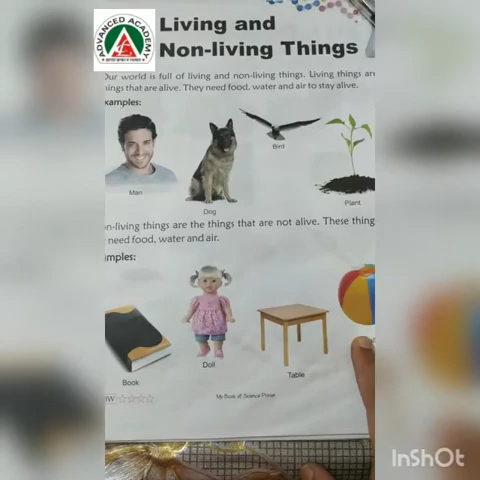 ADVANCED ACADEMY
Living and
Non-living Things
Our world is full of living and non-living things. Living things are
things that are alive. They need food, water and air to stay alive.
xamples:
Man
Dog
Bird
Plant
n-living things are the things that are not alive. These thing
need food, water and air.
amples:
Book
Doll
Table
My Book of Science Primer
InShOt